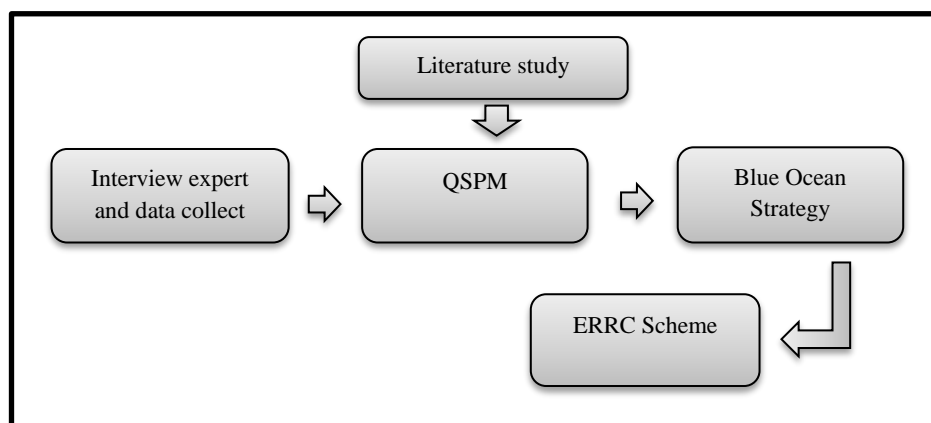 Literature study
Interview expert
and data collect
QSPM
Blue Ocean
Strategy
ERRC Scheme